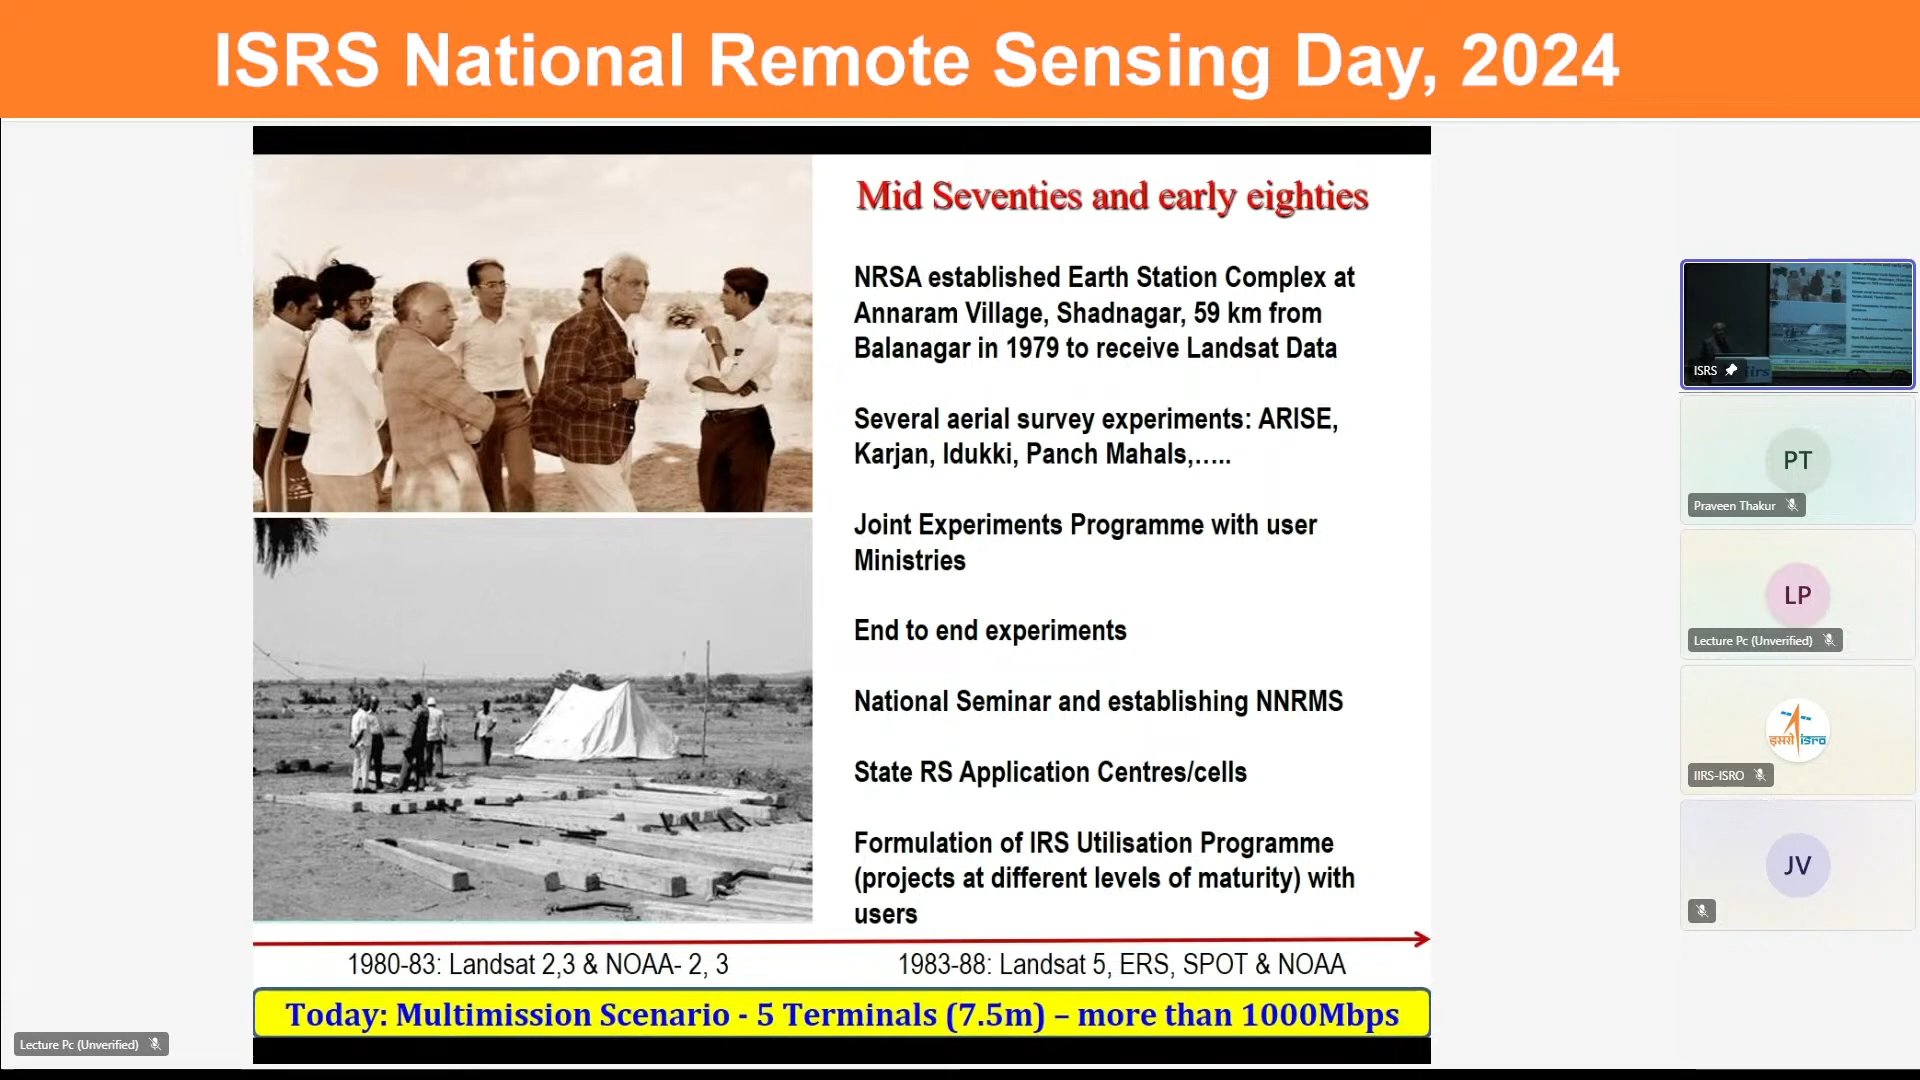 ISRS National Remote Sensing Day, 2024
Mid Seventies and early eighties
NRSA established Earth Station Complex at
Annaram Village, Shadnagar, 59 km from
Balanagar in 1979 to receive Landsat Data
Several aerial survey experiments: ARISE,
Karjan, Idukki, Panch Mahals,.....
Joint Experiments Programme with user
Ministries
End to end experiments
National Seminar and establishing NNRMS
State RS Application Centres/cells
Formulation of IRS Utilisation Programme
(projects at different levels of maturity) with
users
1980-83: Landsat 2,3 & NOAA- 2, 3
1983-88: Landsat 5, ERS, SPOT & NOAA
Today: Multimission Scenario - 5 Terminals (7.5m) – more than 1000Mbps
Lecture Pc (Unverified)
ISRS
iirs
PT
Praveen Thakur
LP
Lecture Pc (Unverified)
इसरो isro
IIRS-ISRO
JV